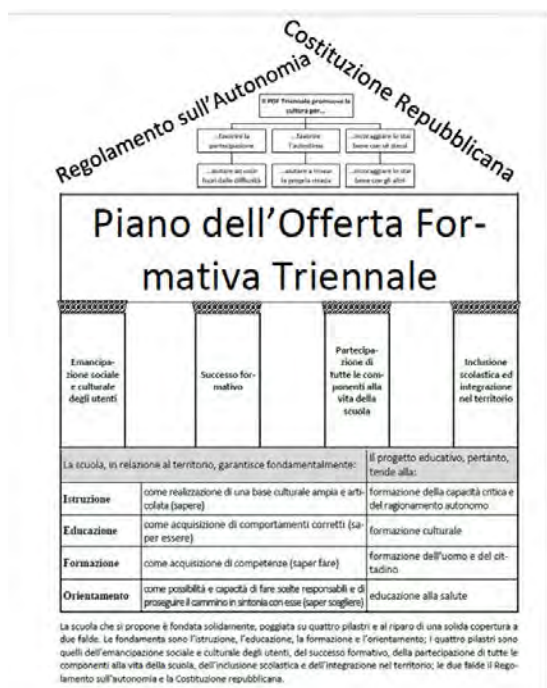 Regolamento sull'Autonomia
Costituzione Repubblicana
Il POF Triennale promuove la
cultura per...
...favorire la
partecipazione
...favorire
l'autostima
...incoraggiare lo star
bene con sé stessi
...aiutare ad uscir
fuori dalle difficoltà
...aiutare a trovare
la propria strada
...incoraggiare lo star
bene con gli altri
Piano dell'Offerta For-
mativa Triennale
Emancipa-
zione sociale
e culturale
degli utenti
Successo for-
mativo
Partecipa-
zione di
tutte le com-
ponenti alla
vita della
scuola
Inclusione
scolastica ed
integrazione
nel territorio
La scuola, in relazione al territorio, garantisce fondamentalmente:
Il progetto educativo, pertanto,
tende alla:
Istruzione
come realizzazione di una base culturale ampia e arti-
colata (sapere)
formazione della capacità critica e
del ragionamento autonomo
Educazione
come acquisizione di comportamenti corretti (sa-
per essere)
formazione culturale
Formazione
come acquisizione di competenze (saper fare)
formazione dell'uomo e del cit-
tadino
Orientamento
come possibilità e capacità di fare scelte responsabili e di
proseguire il cammino in sintonia con esse (saper scegliere)
educazione alla salute
La scuola che si propone è fondata solidamente, poggiata su quattro pilastri e al riparo di una solida copertura a
due falde. Le fondamenta sono l'istruzione, l'educazione, la formazione e l'orientamento; i quattro pilastri sono
quelli dell'emancipazione sociale e culturale degli utenti, del successo formativo, della partecipazione di tutte le
componenti alla vita della scuola, dell'inclusione scolastica e dell'integrazione nel territorio; le due falde il Rego-
lamento sull'autonomia e la Costituzione repubblicana.